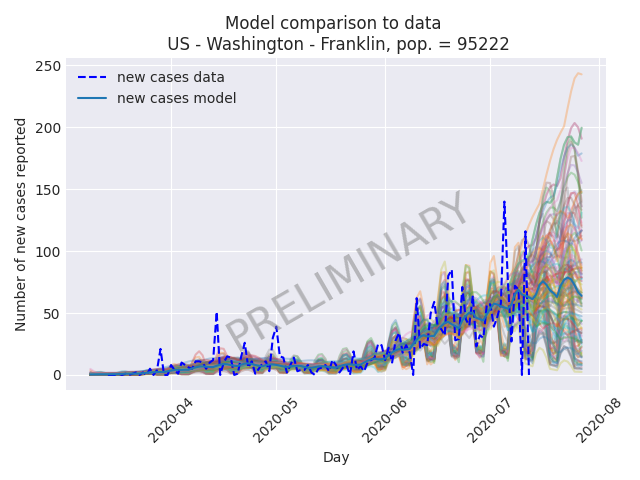 Model comparison to data
US - Washington - Franklin, pop. = 95222
250
200
150
100
50
0
Number of new cases reported
new cases data
new cases model
PRELIMINARY
2020-04
2020-05
2020-06
2020-07
2020-08
Day